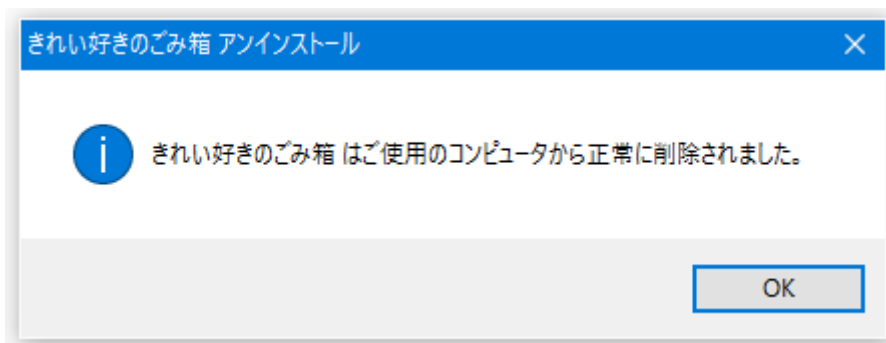 きれい好きのごみ箱 アンインストール
きれい好きのごみ箱 はご使用のコンピュータから正常に削除されました。
OK